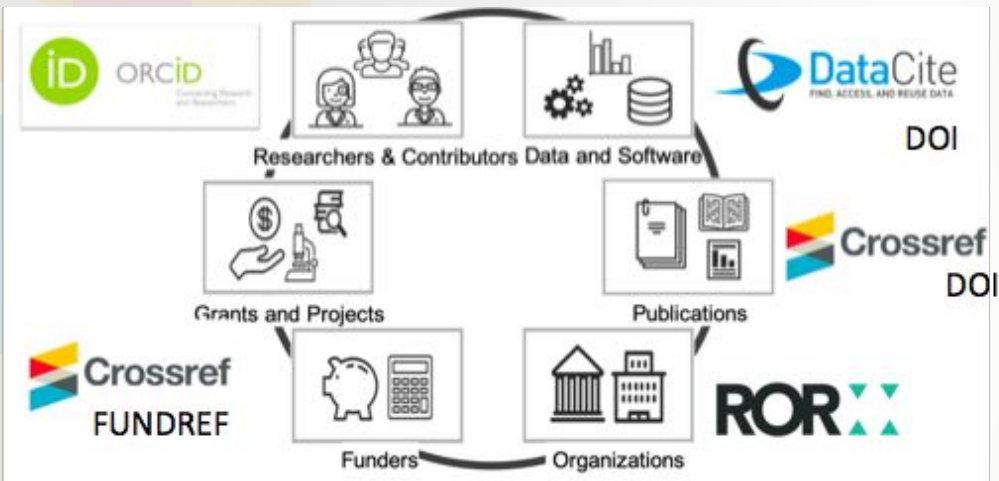 iD ORCiD
Connecting Research
and Researchers
DataCite
FIND, ACCESS, AND REUSE DATA
DOI
Researchers & Contributors
Data and Software
$
Crossref
DOI
Grants and Projects
Publications
Crossref
FUNDREF
ROR
Funders
Organizations